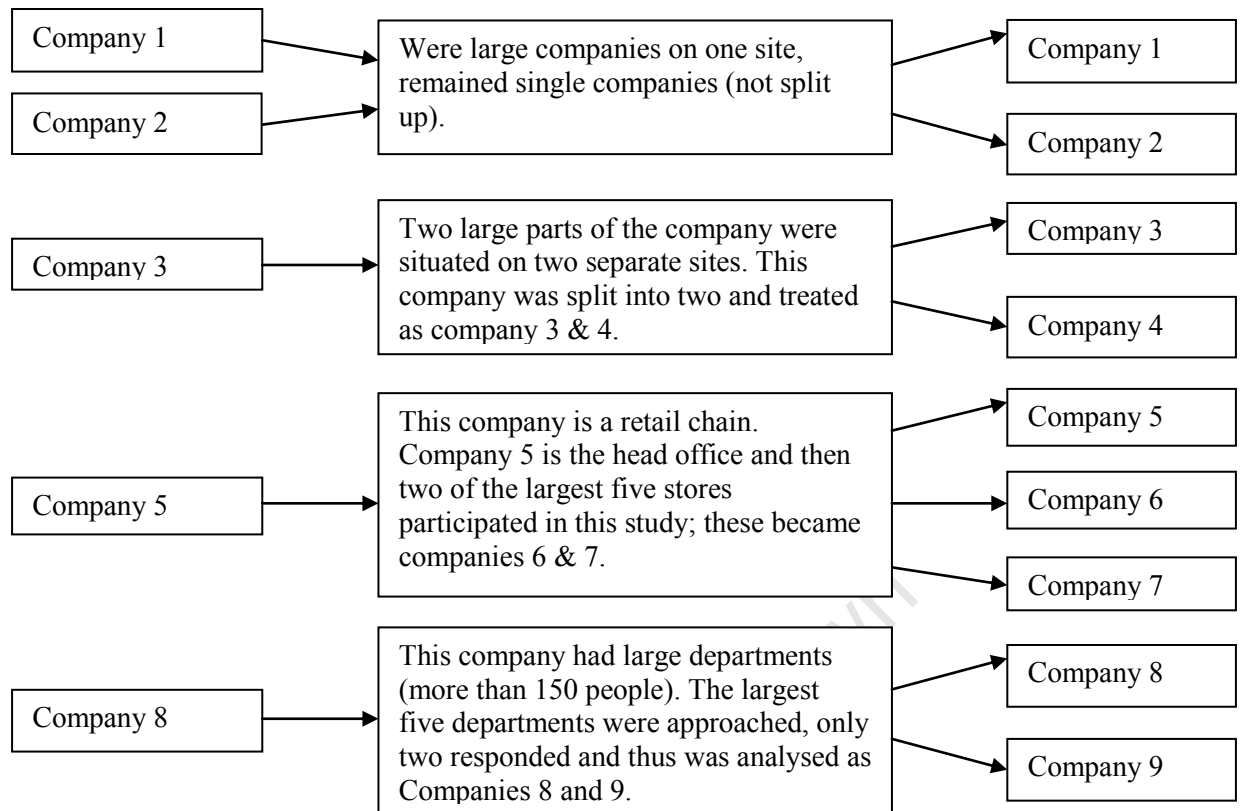 Company 1
Company 2
Were large companies on one site,
remained single companies (not split
up).
Company 1
Company 2
Company 3
Two large parts of the company were
situated on two separate sites. This
company was split into two and treated
as company 3 & 4.
Company 3
Company 4
Company 5
This company is a retail chain.
Company 5 is the head office and then
two of the largest five stores
participated in this study; these became
companies 6 & 7.
Company 5
Company 6
Company 7
Company 8
This company had large departments
(more than 150 people). The largest
five departments were approached, only
two responded and thus was analysed as
Companies 8 and 9.
Company 8
Company 9